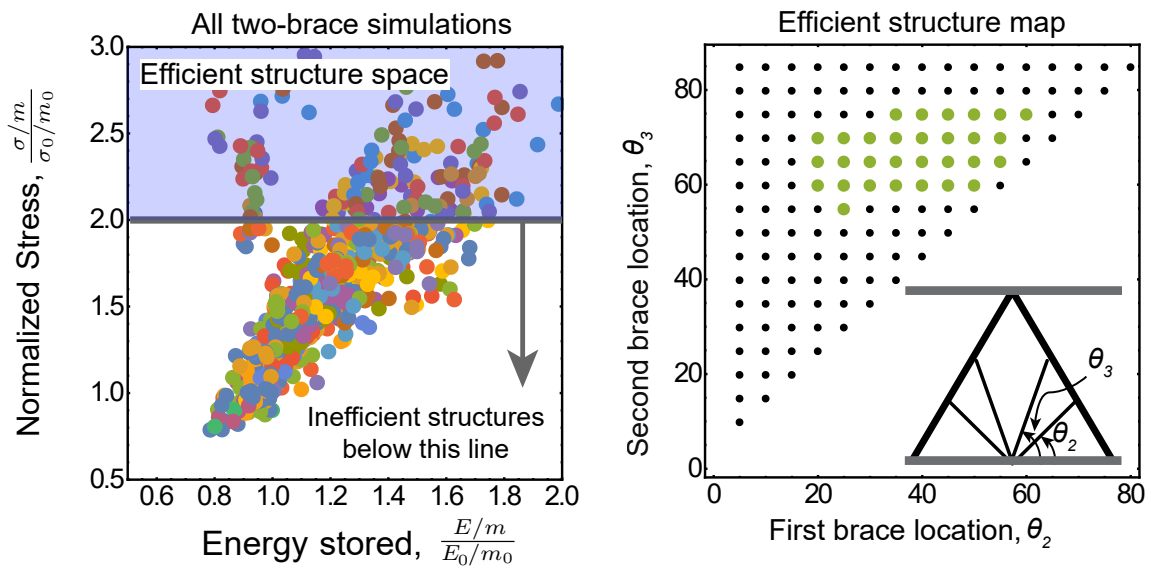 All two-brace simulations
Normalized Stress, σ/m / σ₀/m₀
3.0
2.5
2.0
1.5
1.0
0.5
Efficient structure space
Inefficient structures
below this line
0.6 0.8 1.0 1.2 1.4 1.6 1.8 2.0
Energy stored, E/m / E₀/m₀
Efficient structure map
Second brace location, θ₃
80
60
40
20
0
θ₃
θ₂
0 20 40 60 80
First brace location, θ₂